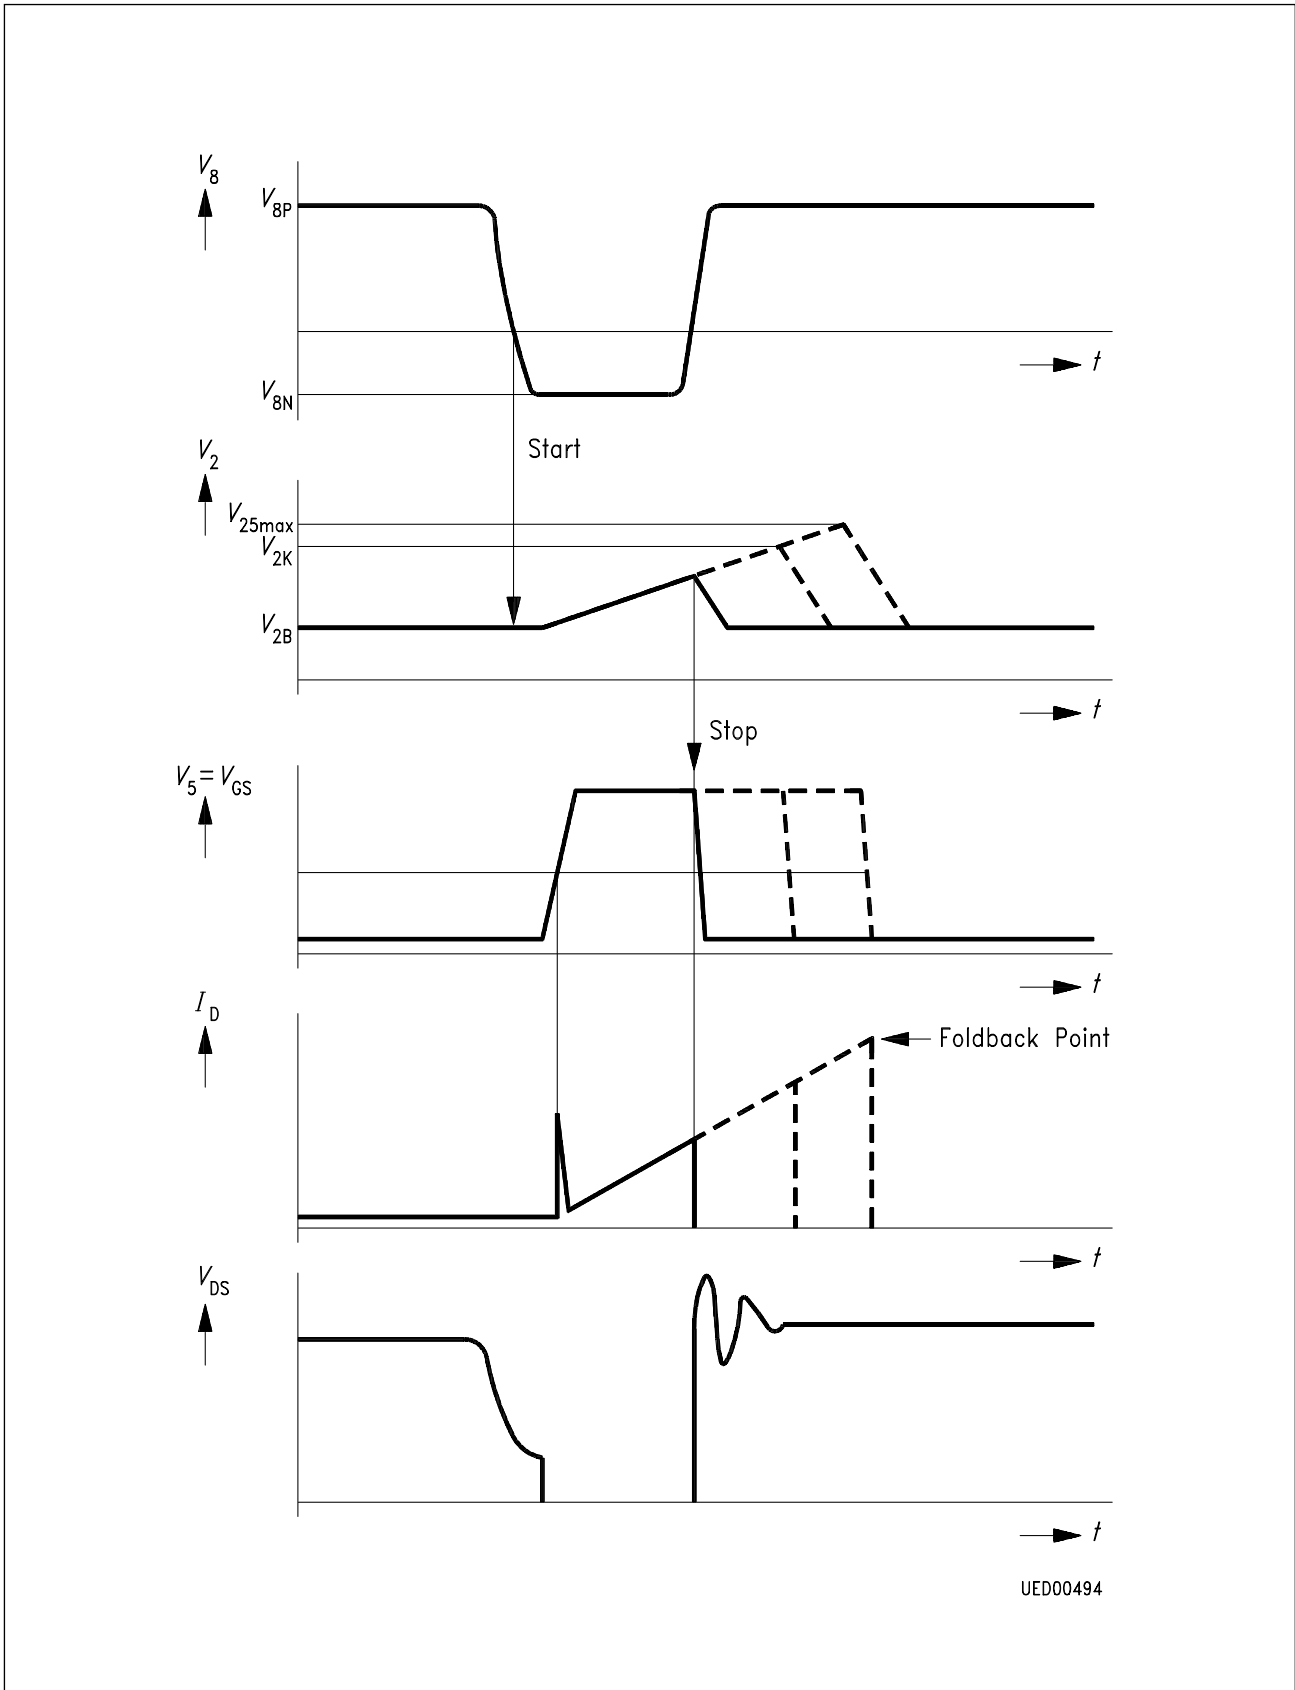 V8
V8P
t
V8N
Start
V2
V25max
V2K
V2B
t
Stop
V5=VGS
t
ID
Foldback Point
t
VDS
t
UED00494